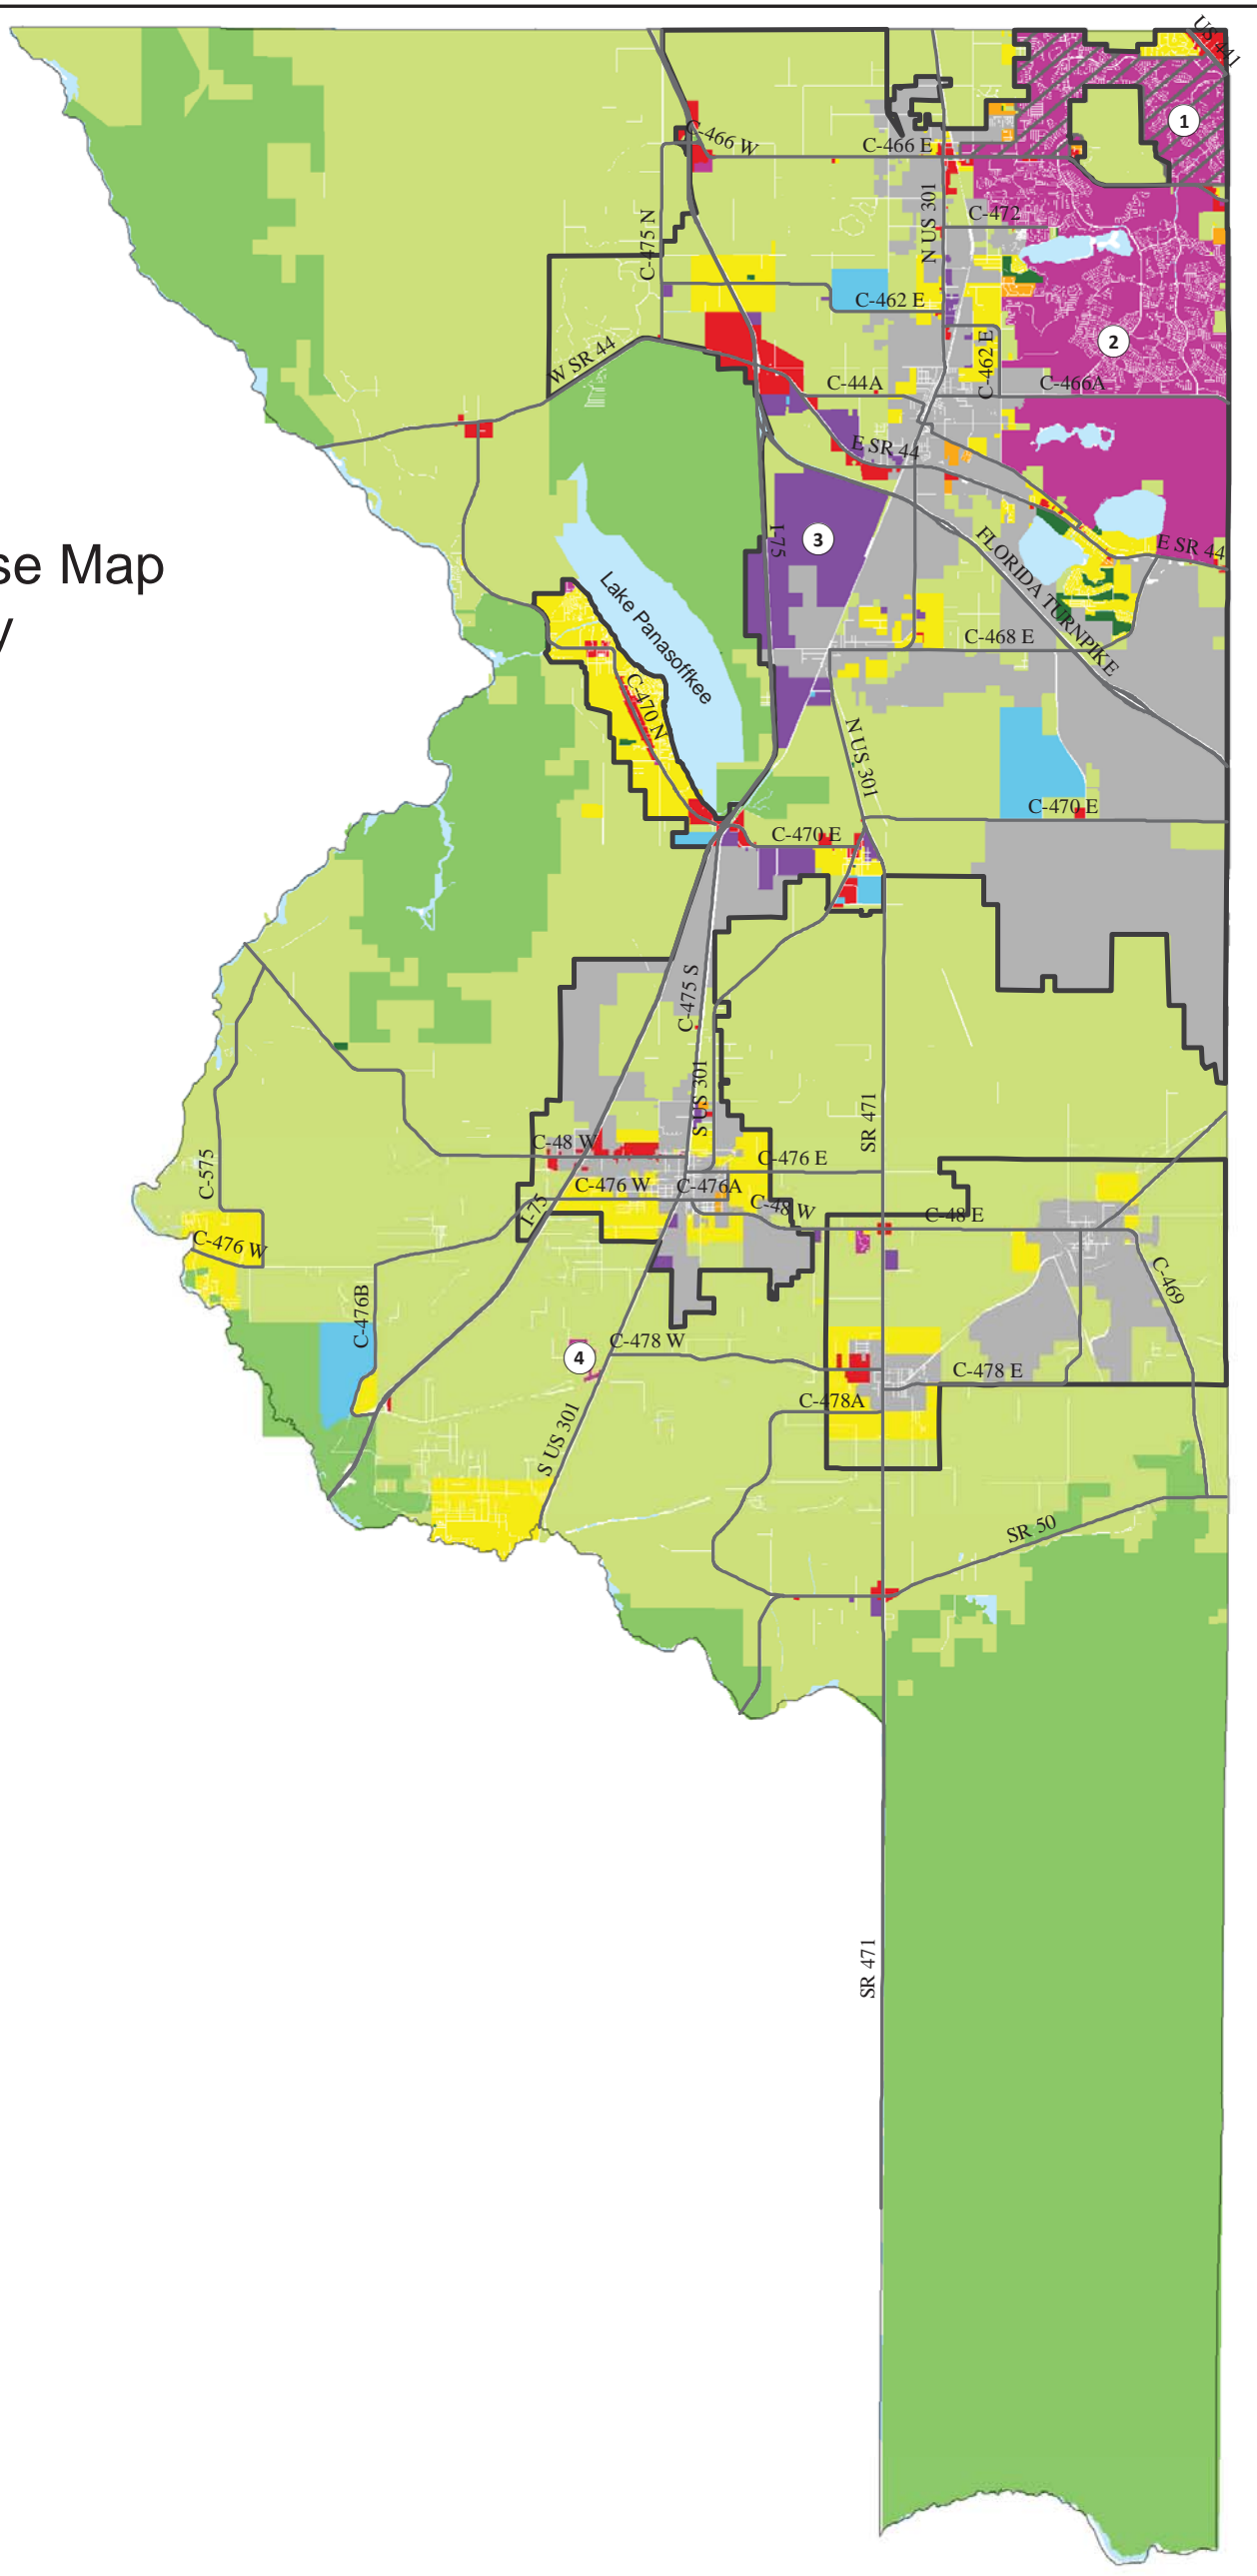 US 441
1
C-466 W
C-466 E
N US 301
C-472
C-475 N
C-462 E
2
W SR 44
C-462 E
C-44A
C-466A
E SR 44
se Map
I-75
3
FLORIDA TURNPIKE
E SR 44
Lake Panasoffkee
y
C-468 E
C-470 N
N US 301
C-470 E
C-470 E
C-475 S
S US 301
SR 471
C-48 W
C-476 E
C-575
C-476 W
C-476A
I-75
C-48 W
C-48 E
C-476 W
C-469
C-476B
C-478 W
4
C-478 E
C-478A
S US 301
SR 50
SR 471